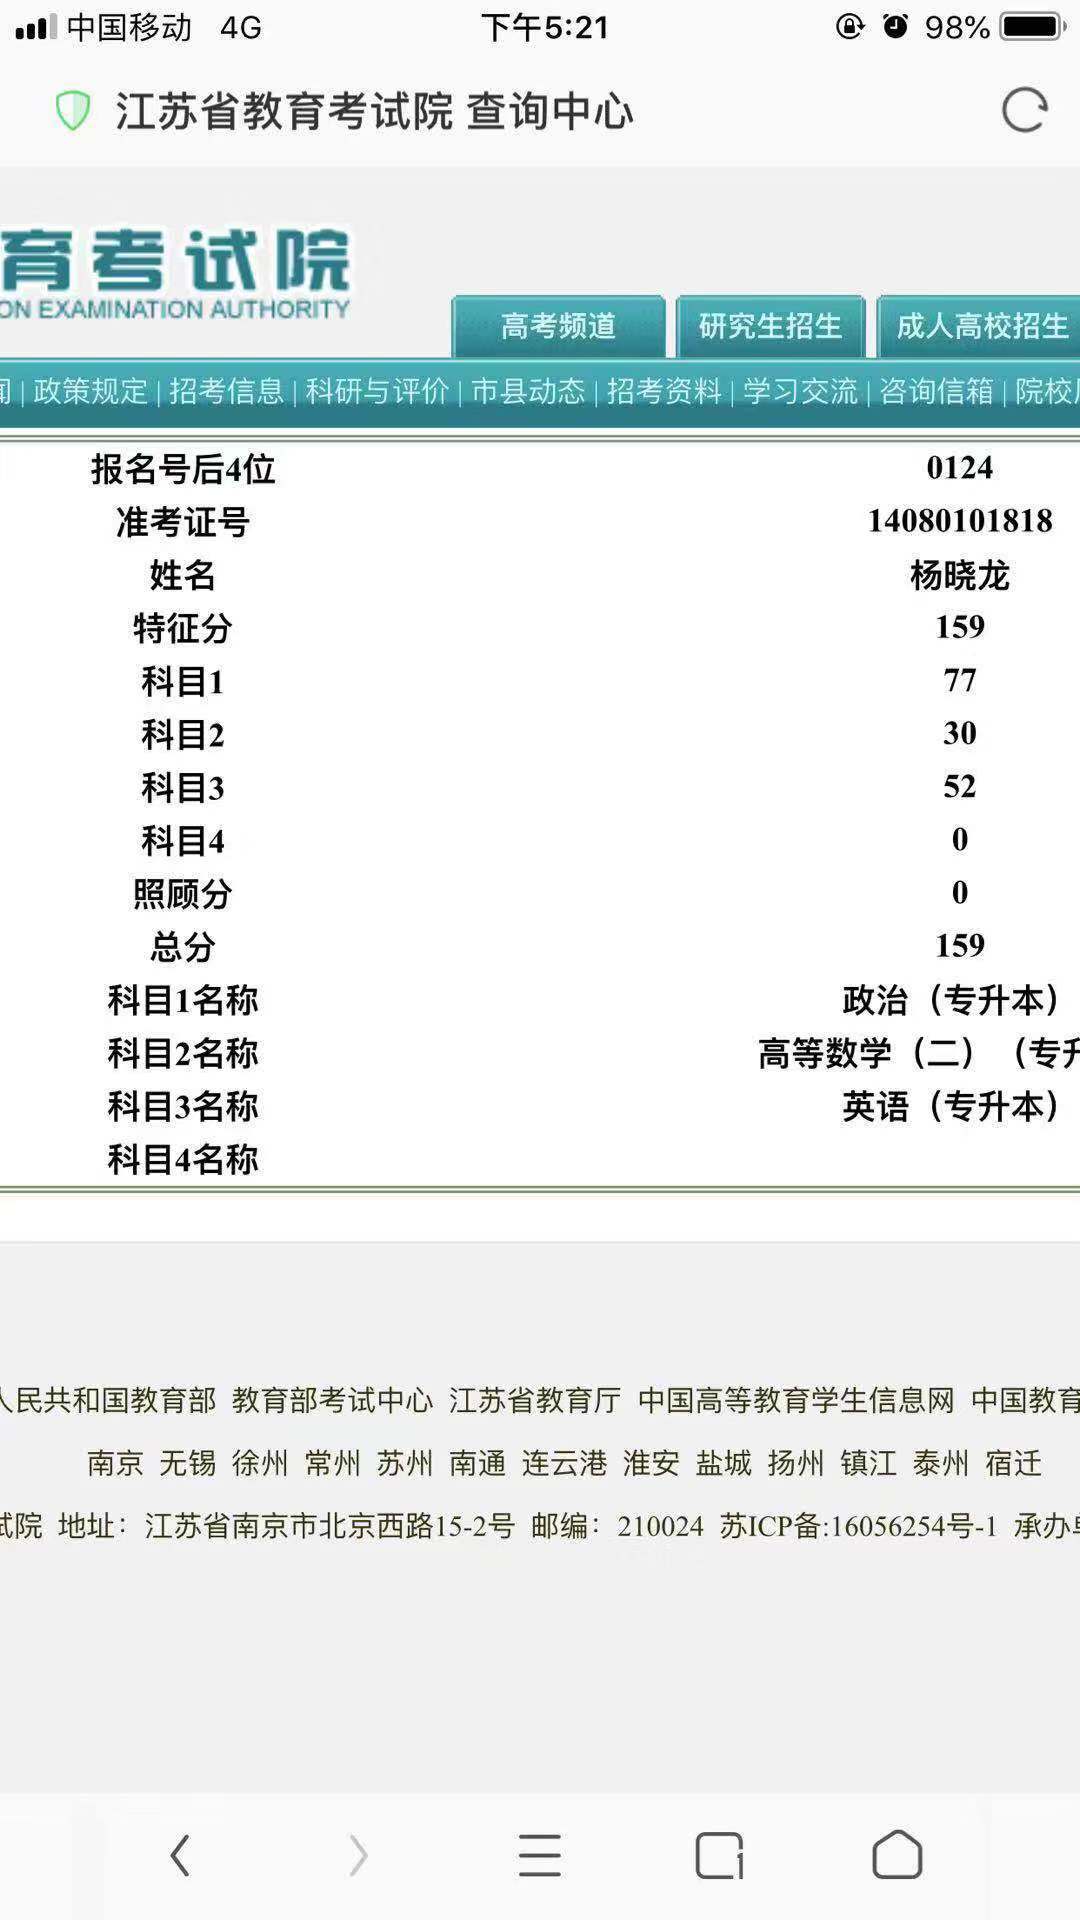 中国移动 4G 下午5:21 98%
江苏省教育考试院 查询中心
育考试院
ON EXAMINATION AUTHORITY
高考频道 研究生招生 成人高校招生
闻 | 政策规定 | 招考信息 | 科研与评价 | 市县动态 | 招考资料 | 学习交流 | 咨询信箱 | 院校
报名号后4位 0124
准考证号 14080101818
姓名 杨晓龙
特征分 159
科目1 77
科目2 30
科目3 52
科目4 0
照顾分 0
总分 159
科目1名称 政治（专升本）
科目2名称 高等数学（二）（专升
科目3名称 英语（专升本）
科目4名称
人民共和国教育部 教育部考试中心 江苏省教育厅 中国高等教育学生信息网 中国教育
南京 无锡 徐州 常州 苏州 南通 连云港 淮安 盐城 扬州 镇江 泰州 宿迁
试院 地址：江苏省南京市北京西路15-2号 邮编：210024 苏ICP备:16056254号-1 承办
1